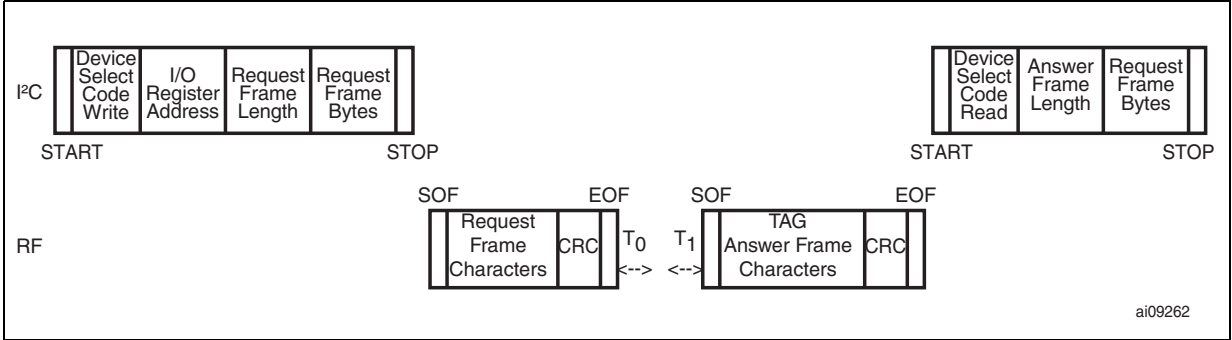 I²C
Device
Select
Code
Write
I/O
Register
Address
Request
Frame
Length
Request
Frame
Bytes
Device
Select
Code
Read
Answer
Frame
Length
Request
Frame
Bytes
START
STOP
START
STOP
SOF
EOF
SOF
EOF
RF
Request
Frame
Characters
CRC
T0
<-->
T1
<-->
TAG
Answer Frame
Characters
CRC
ai09262